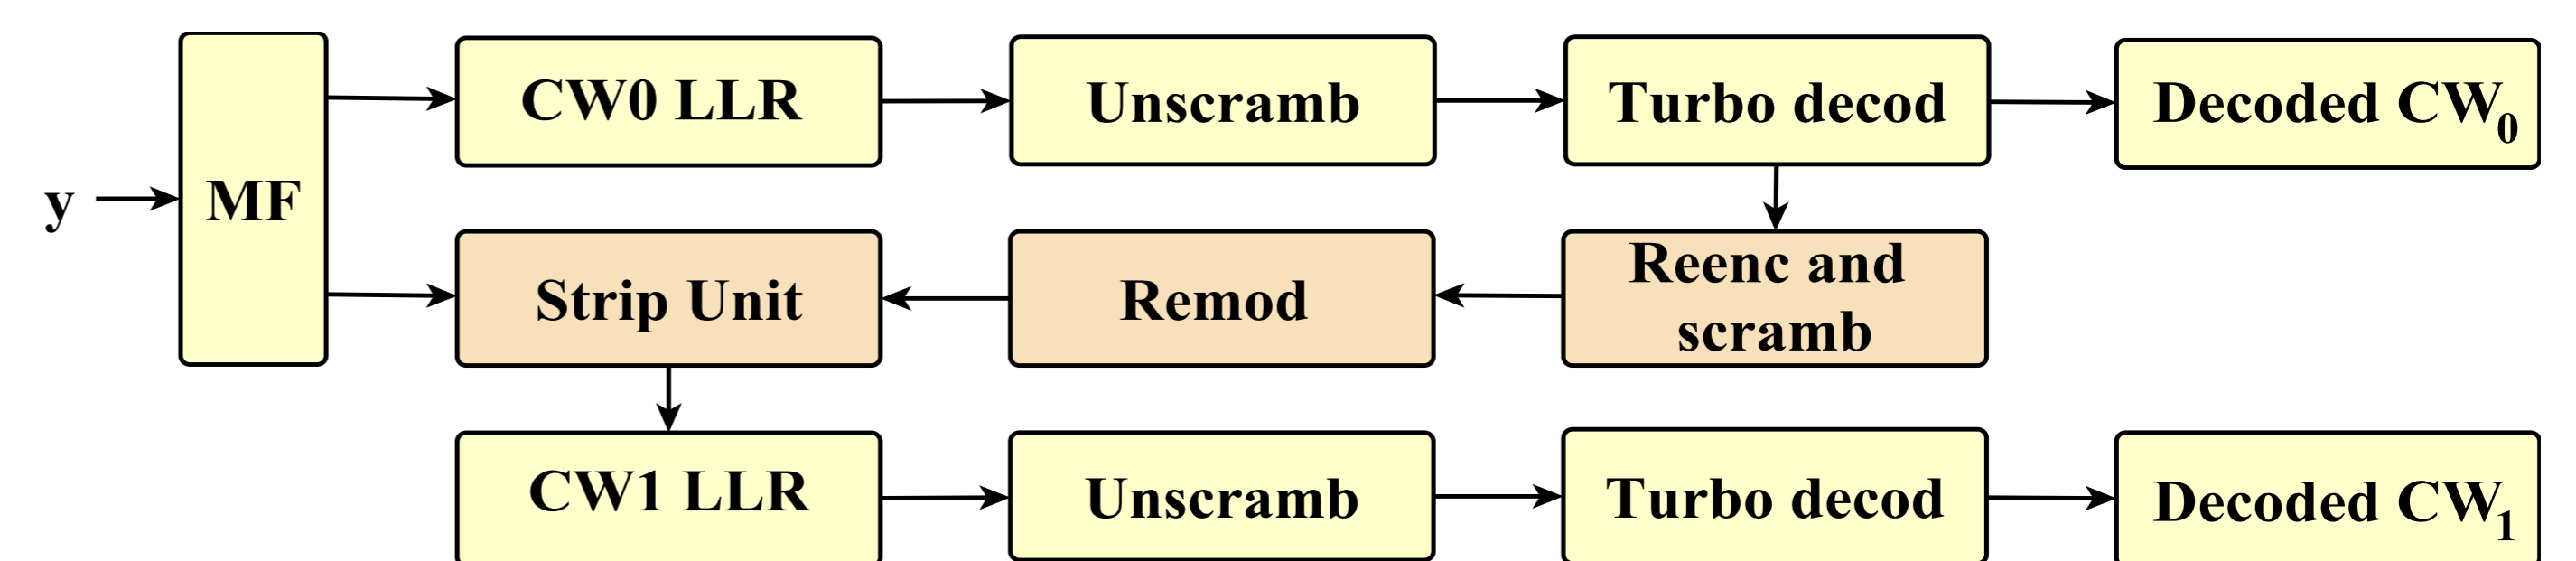 y
MF
CW0 LLR
Unscramb
Turbo decod
Decoded CW0
Strip Unit
Remod
Reenc and
scramb
CW1 LLR
Unscramb
Turbo decod
Decoded CW1